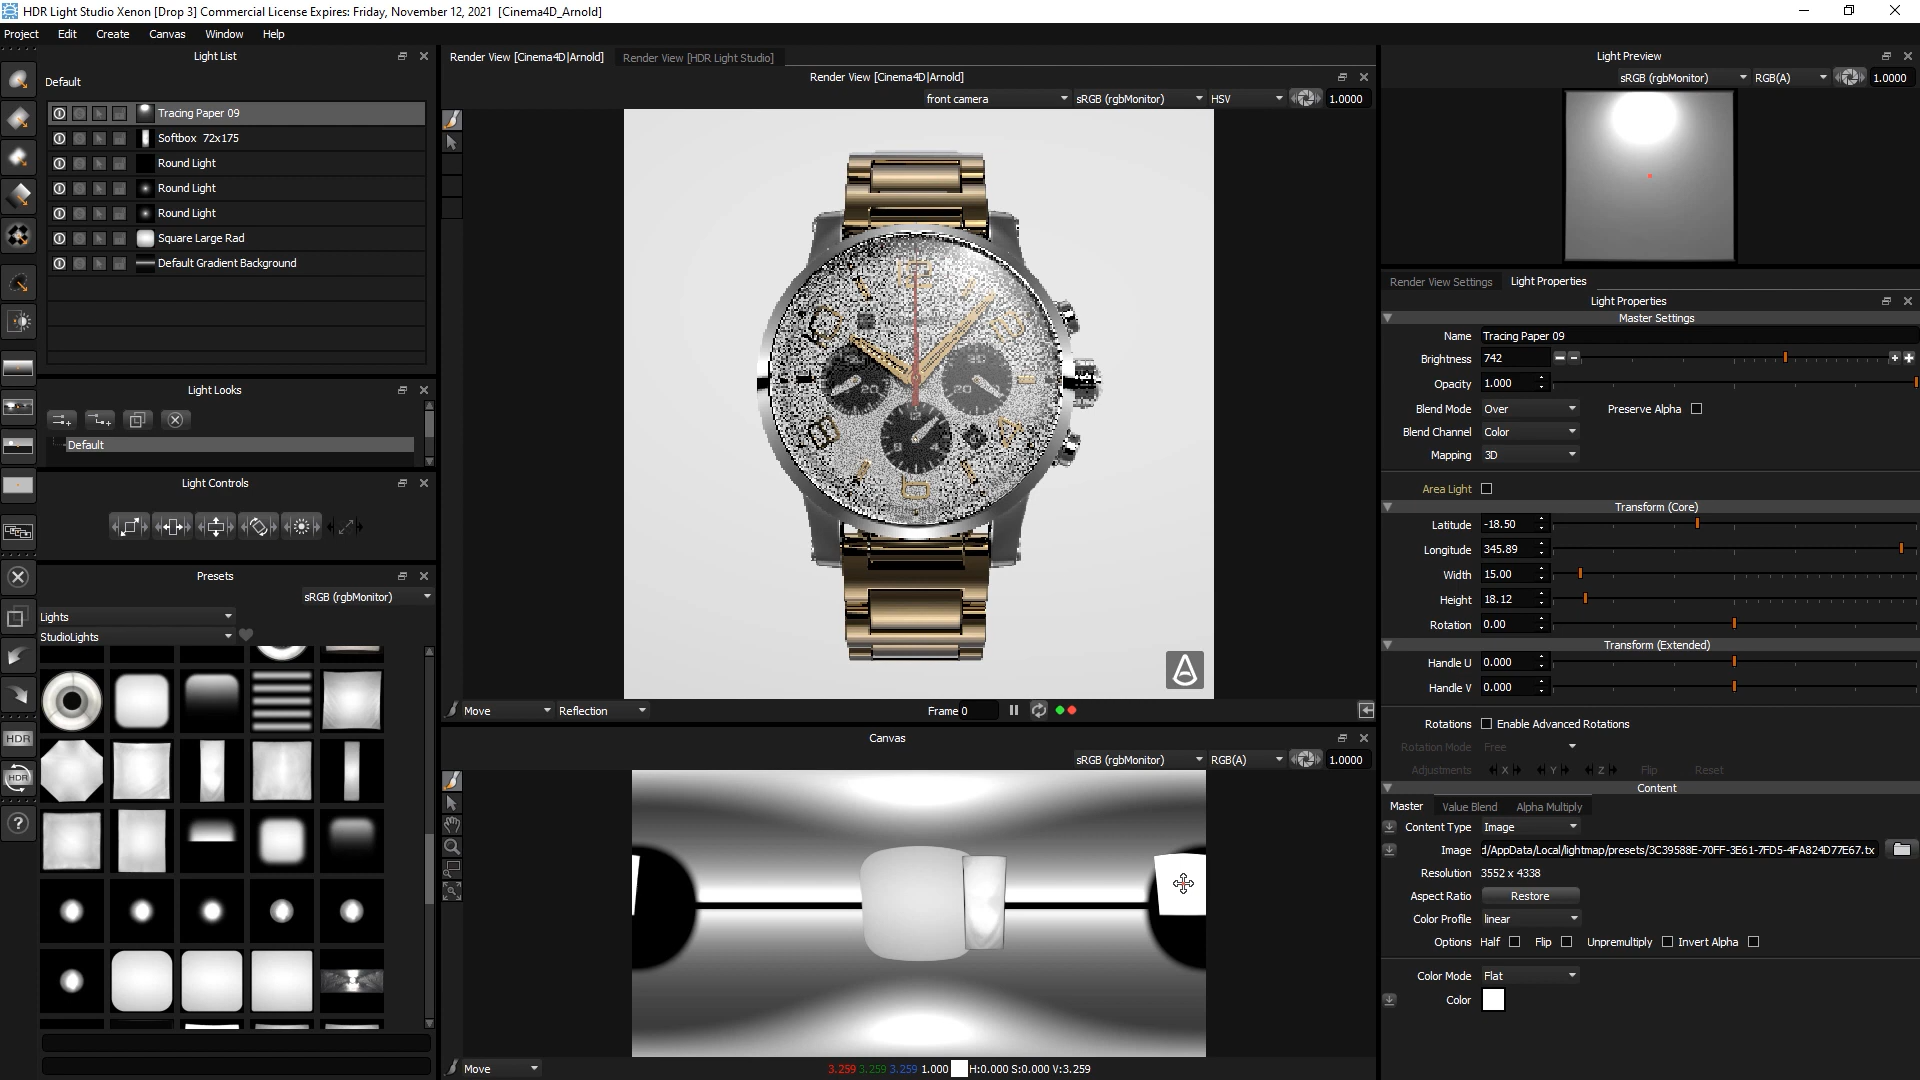 HDR Light Studio Xenon [Drop 3] Commercial License Expires: Friday, November 12, 2021 [Cinema4D_Arnold]
Project Edit Create Canvas Window Help
Light List
Default
Tracing Paper 09
Softbox 72x175
Round Light
Round Light
Round Light
Square Large Rad
Default Gradient Background
Light Looks
Default
Light Controls
Presets
sRGB (rgbMonitor)
Lights
StudioLights
HDR
HDR
?
Render View [Cinema4D|Arnold] Render View [HDR Light Studio]
Render View [Cinema4D|Arnold]
front camera sRGB (rgbMonitor) HSV 1.0000
20 20
12
8 4
Move Reflection Frame 0
Canvas
sRGB (rgbMonitor) RGB(A) 1.0000
Move 3.259 3.259 3.259 1.000 H:0.000 S:0.000 V:3.259
Light Preview
sRGB (rgbMonitor) RGB(A) 1.0000
Render View Settings Light Properties
Light Properties
Master Settings
Name Tracing Paper 09
Brightness 742
Opacity 1.000
Blend Mode Over Preserve Alpha
Blend Channel Color
Mapping 3D
Area Light
Transform (Core)
Latitude -18.50
Longitude 345.89
Width 15.00
Height 18.12
Rotation 0.00
Transform (Extended)
Handle U 0.000
Handle V 0.000
Rotations Enable Advanced Rotations
Rotation Mode Free
Adjustments X Y Z Flip Reset
Content
Master Value Blend Alpha Multiply
Content Type Image
Image d/AppData/Local/lightmap/presets/3C39588E-70FF-3E61-7FD5-4FA824D77E67.tx
Resolution 3552 x 4338
Aspect Ratio Restore
Color Profile linear
Options Half Flip Unpremultiply Invert Alpha
Color Mode Flat
Color